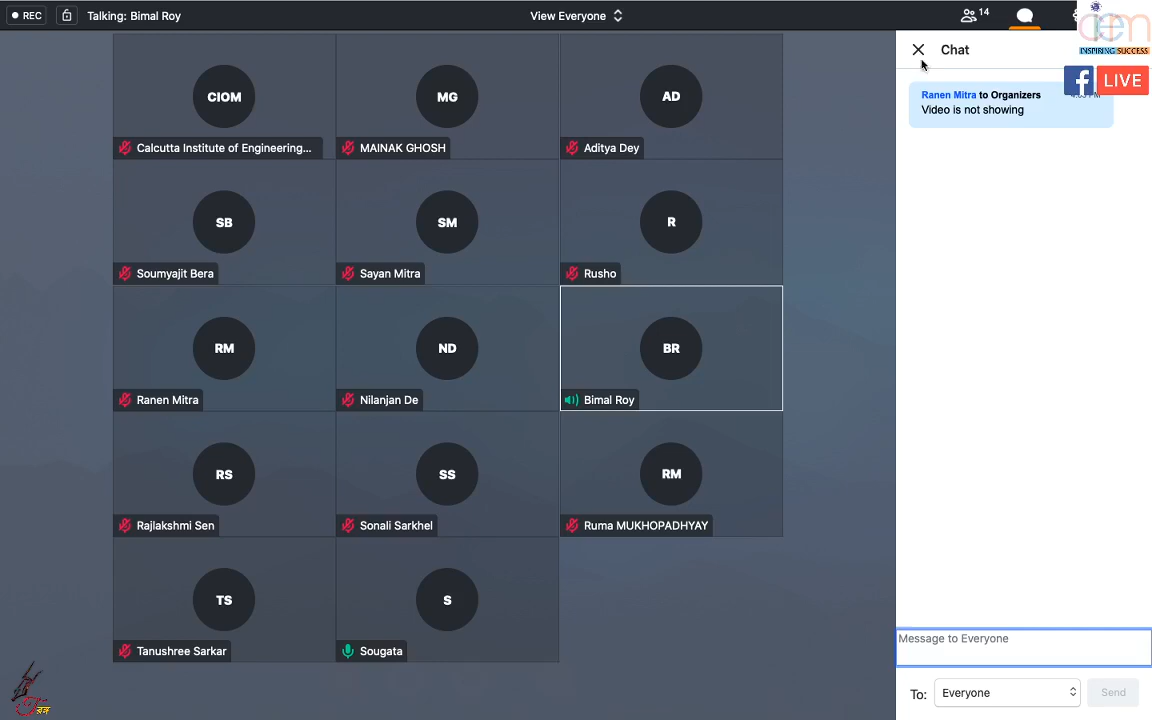 REC
Talking: Bimal Roy
View Everyone
14
aen
INSPIRING SUCCESS
f LIVE
Chat
Ranen Mitra to Organizers
Video is not showing
CIOM
Calcutta Institute of Engineering...
MG
MAINAK GHOSH
AD
Aditya Dey
SB
Soumyajit Bera
SM
Sayan Mitra
R
Rusho
RM
Ranen Mitra
ND
Nilanjan De
BR
Bimal Roy
RS
Rajlakshmi Sen
SS
Sonali Sarkhel
RM
Ruma MUKHOPADHYAY
TS
Tanushree Sarkar
S
Sougata
Message to Everyone
To:
Everyone
Send